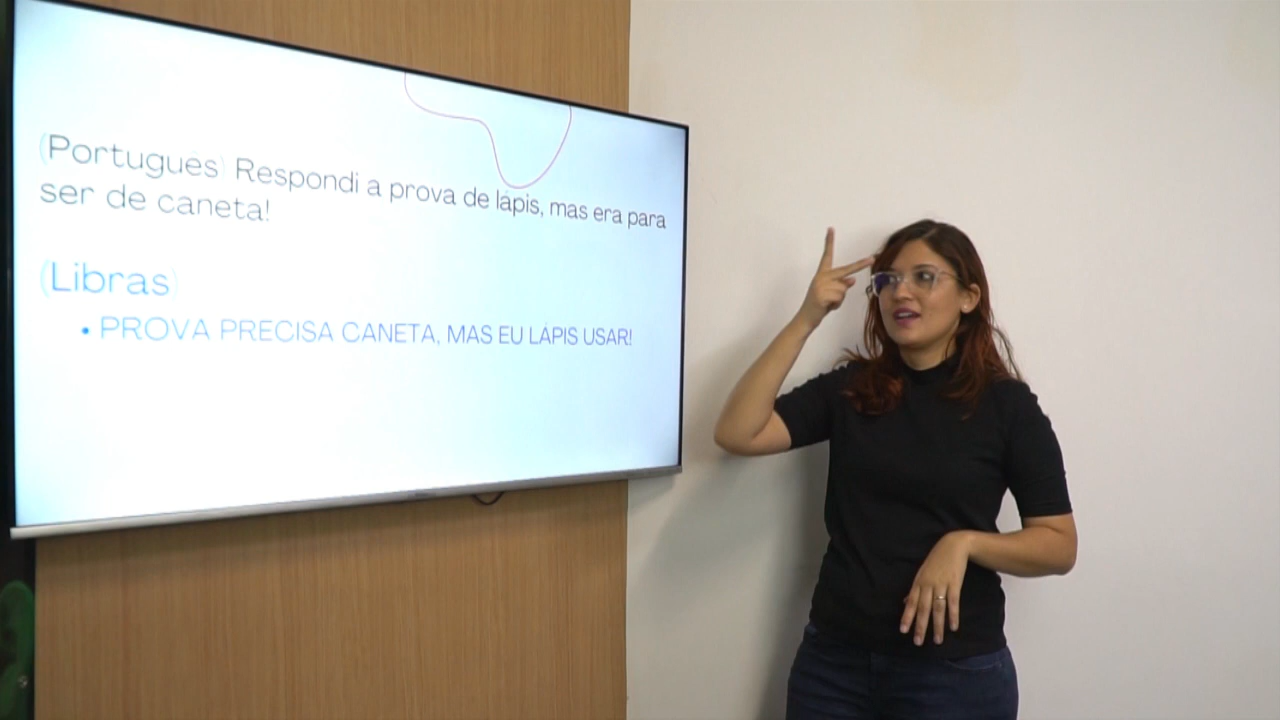 (Português) Respondi a prova de lápis, mas era para
ser de caneta!
(Libras)
• PROVA PRECISA CANETA, MAS EU LÁPIS USAR!